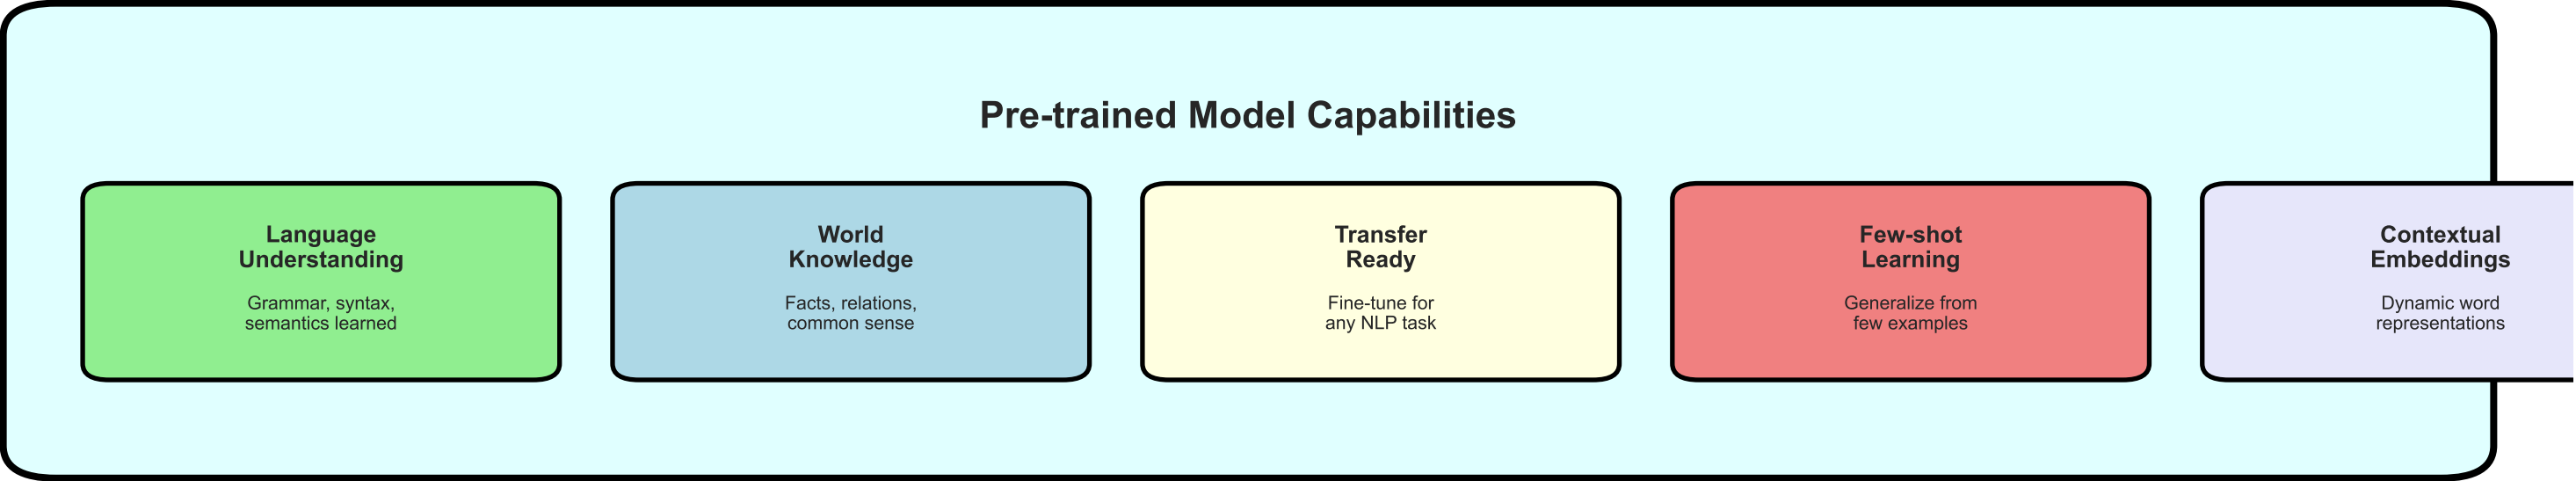 Pre-trained Model Capabilities
Language
Understanding
Grammar, syntax,
semantics learned
World
Knowledge
Facts, relations,
common sense
Transfer
Ready
Fine-tune for
any NLP task
Few-shot
Learning
Generalize from
few examples
Contextual
Embeddings
Dynamic word
representations